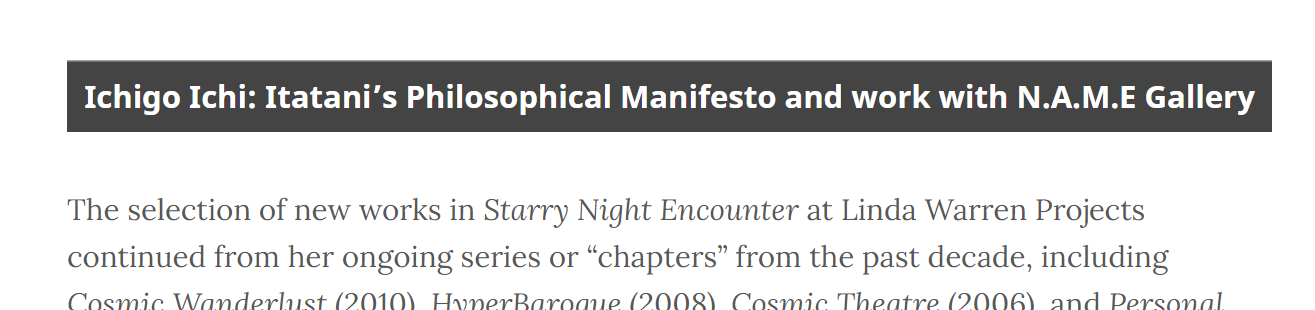 Ichigo Ichi: Itatani’s Philosophical Manifesto and work with N.A.M.E Gallery
The selection of new works in Starry Night Encounter at Linda Warren Projects
continued from her ongoing series or “chapters” from the past decade, including
Cosmic Wanderlust (2010), HyperBaroque (2008), Cosmic Theatre (2006), and Personal